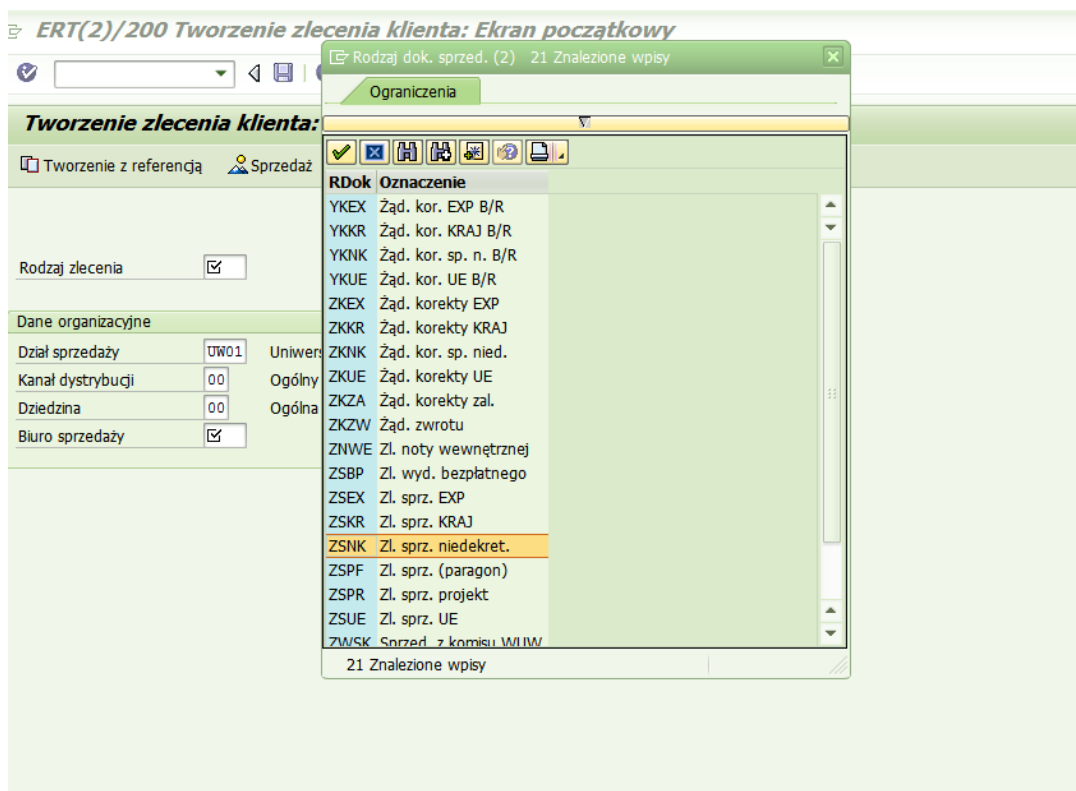 ERT(2)/200 Tworzenie zlecenia klienta: Ekran początkowy
Rodzaj dok. sprzed. (2) 21 Znalezione wpisy
Ograniczenia
Tworzenie zlecenia klienta:
Tworzenie z referencją Sprzedaż
RDok Oznaczenie
YKEX Żąd. kor. EXP B/R
YKKR Żąd. kor. KRAJ B/R
YKNK Żąd. kor. sp. n. B/R
YKUE Żąd. kor. UE B/R
ZKEX Żąd. korekty EXP
ZKKR Żąd. korekty KRAJ
ZKNK Żąd. kor. sp. nied.
ZKUE Żąd. korekty UE
ZKZA Żąd. korekty zal.
ZKZW Żąd. zwrotu
ZNWE Zl. noty wewnętrznej
ZSBP Zl. wyd. bezpłatnego
ZSEX Zl. sprz. EXP
ZSKR Zl. sprz. KRAJ
ZSNK Zl. sprz. niedekret.
ZSPF Zl. sprz. (paragon)
ZSPR Zl. sprz. projekt
ZSUE Zl. sprz. UE
ZWSK Sprzed. z komisu WUW
21 Znalezione wpisy
Rodzaj zlecenia
Dane organizacyjne
Dział sprzedaży UW01 Uniwers
Kanał dystrybucji 00 Ogólny
Dziedzina 00 Ogólna
Biuro sprzedaży